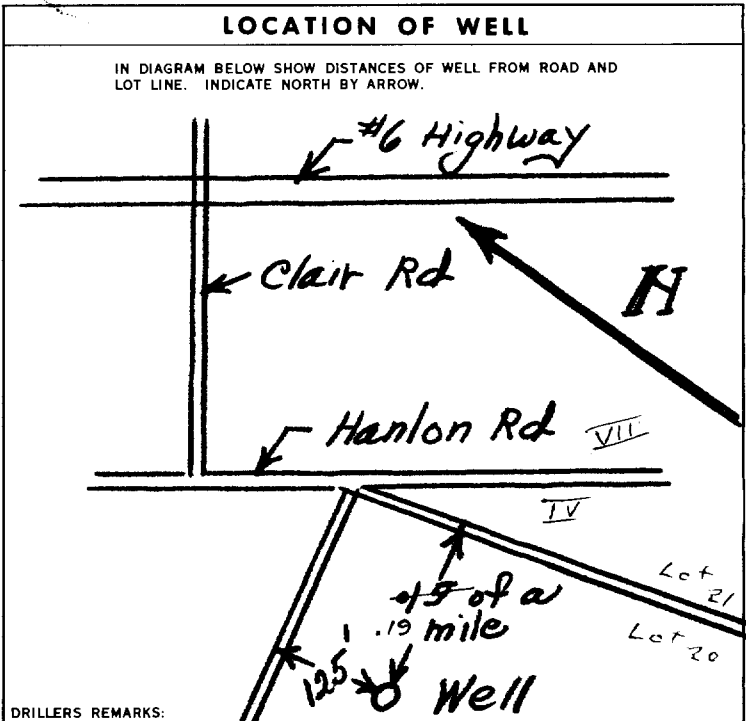 LOCATION OF WELL
IN DIAGRAM BELOW SHOW DISTANCES OF WELL FROM ROAD AND
LOT LINE. INDICATE NORTH BY ARROW.
#6 Highway
Clair Rd
N
Hanlon Rd
VII
IV
Lot 21
Lot 20
of a
.19 mile
125'
Well
DRILLERS REMARKS: